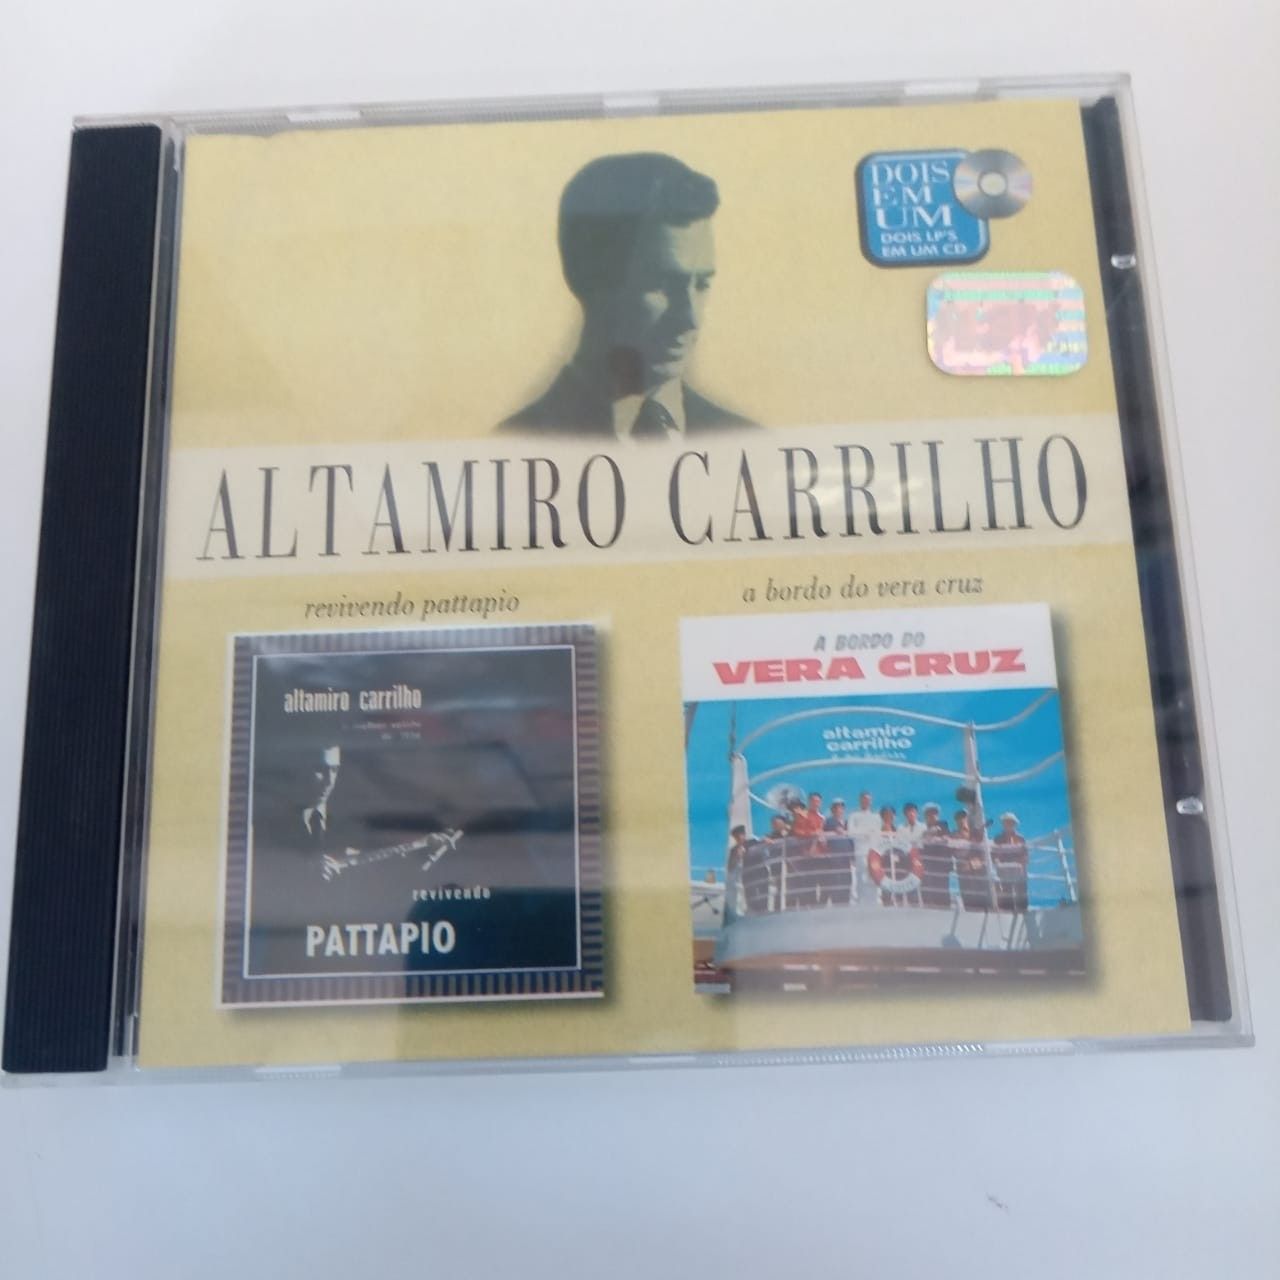 DOIS
EM
UM
DOIS LP'S
EM UM CD
ALTAMIRO CARRILHO
revivendo pattapio
a bordo do vera cruz
altamiro carrilho
revivendo
PATTAPIO
A BORDO DO
VERA CRUZ
altamiro
carrilho